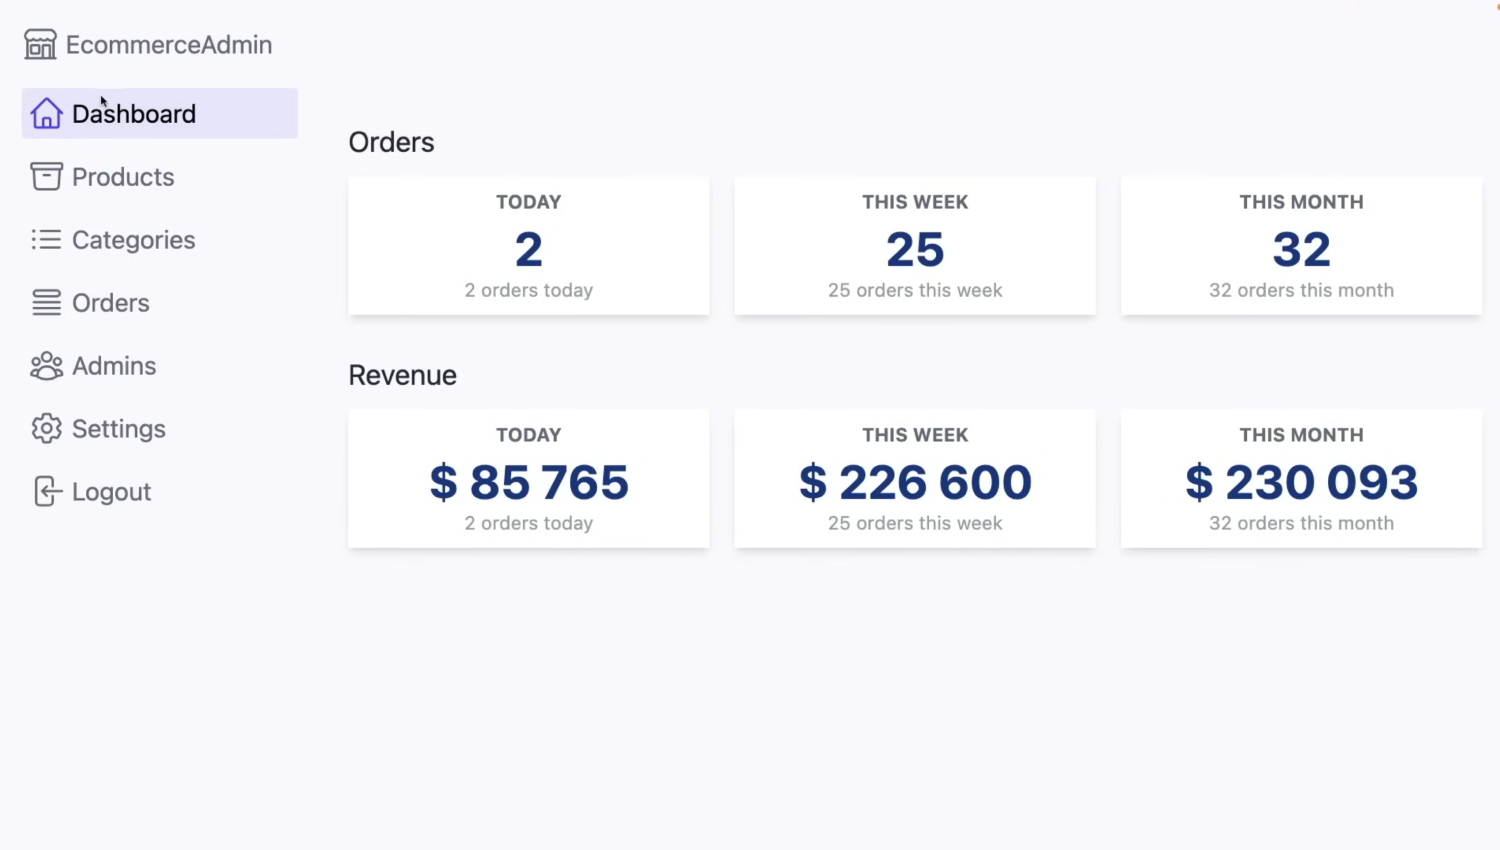 EcommerceAdmin
Dashboard
Products
Categories
Orders
Admins
Settings
Logout
Orders
TODAY
2
2 orders today
THIS WEEK
25
25 orders this week
THIS MONTH
32
32 orders this month
Revenue
TODAY
$ 85 765
2 orders today
THIS WEEK
$ 226 600
25 orders this week
THIS MONTH
$ 230 093
32 orders this month